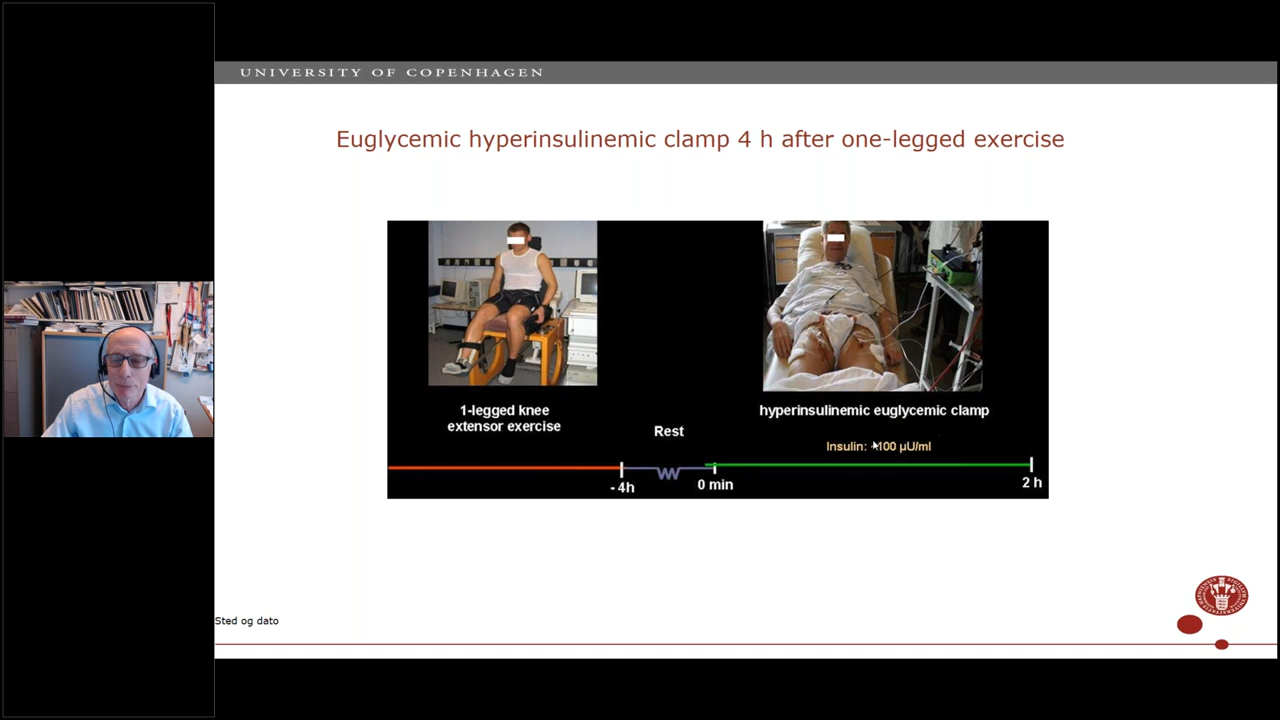 UNIVERSITY OF COPENHAGEN
Euglycemic hyperinsulinemic clamp 4 h after one-legged exercise
1-legged knee
extensor exercise
Rest
hyperinsulinemic euglycemic clamp
Insulin: ~100 µU/ml
- 4h
0 min
2 h
Sted og dato